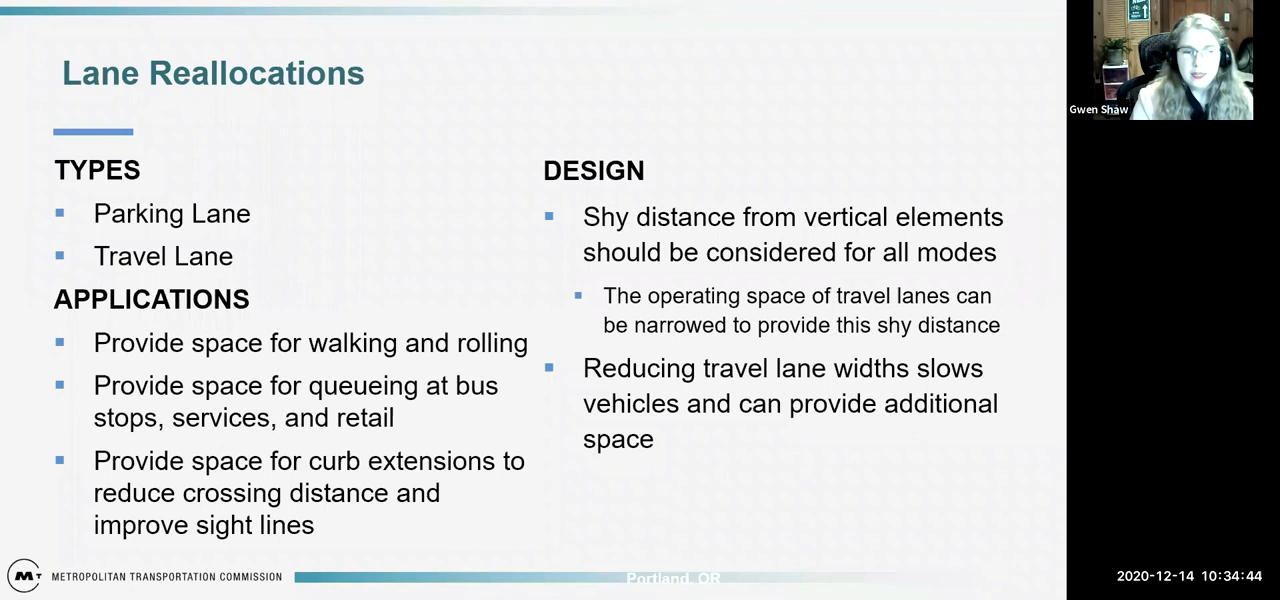 Lane Reallocations
TYPES
Parking Lane
Travel Lane
APPLICATIONS
Provide space for walking and rolling
Provide space for queueing at bus
stops, services, and retail
Provide space for curb extensions to
reduce crossing distance and
improve sight lines
DESIGN
Shy distance from vertical elements
should be considered for all modes
The operating space of travel lanes can
be narrowed to provide this shy distance
Reducing travel lane widths slows
vehicles and can provide additional
space
MT METROPOLITAN TRANSPORTATION COMMISSION
Portland, OR
Gwen Shaw
2020-12-14 10:34:44